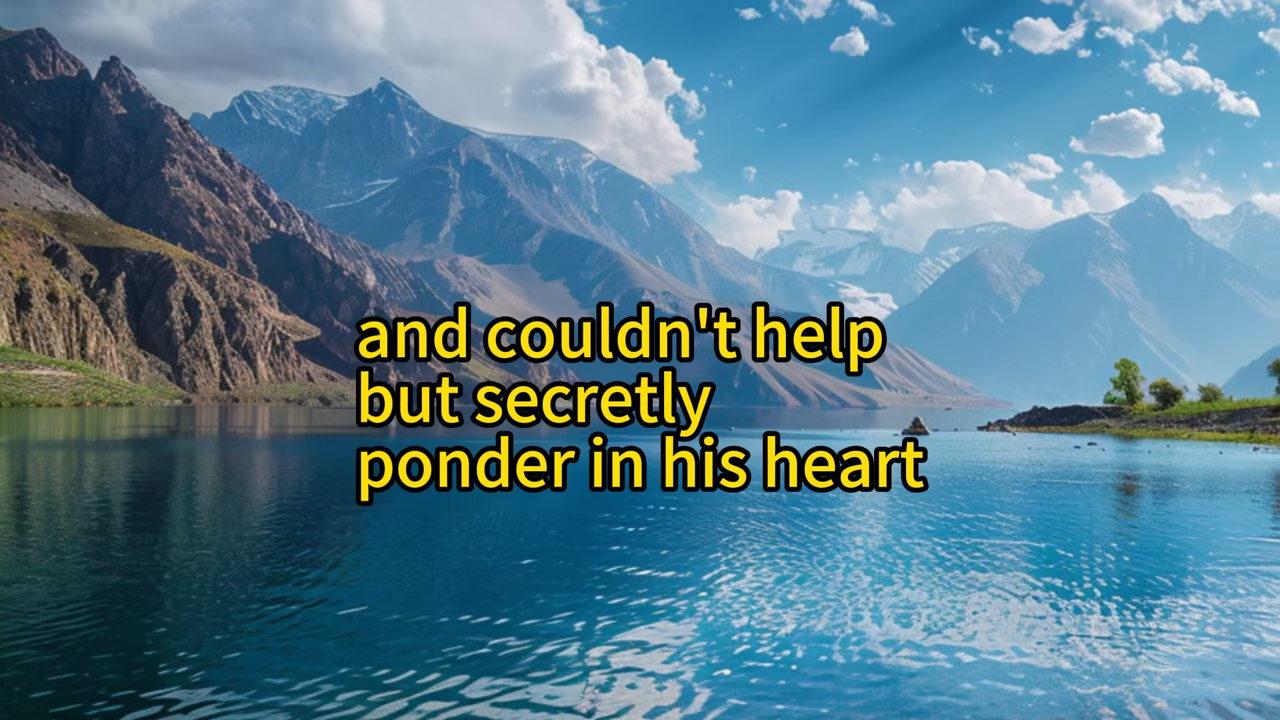 and couldn't help
but secretly
ponder in his heart